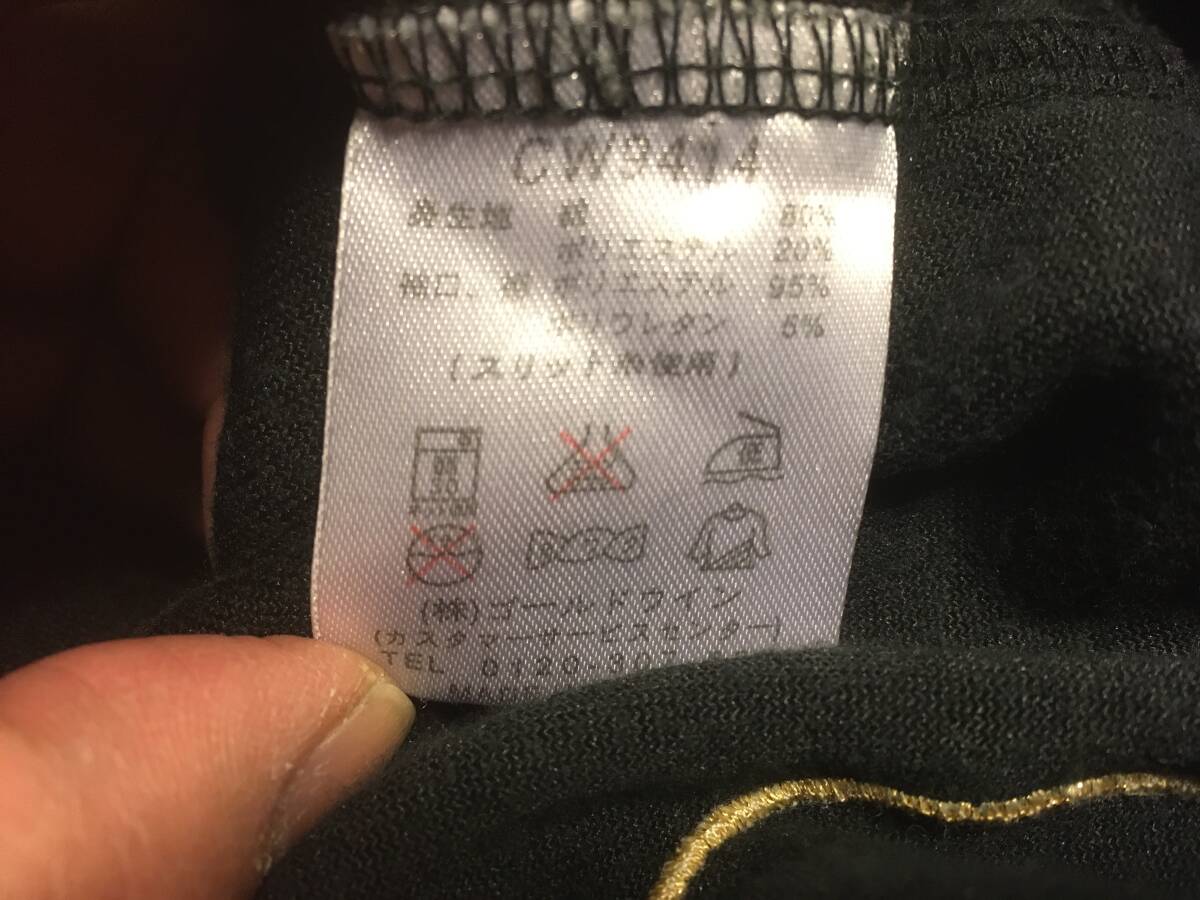 CW9414
身生地 綿 80%
ポリエステル 20%
袖口、裾 ポリエステル 95%
ポリウレタン 5%
(スリット糸使用)
(株)ゴールドウイン
(カスタマーサービスセンター)
TEL 0120-307-